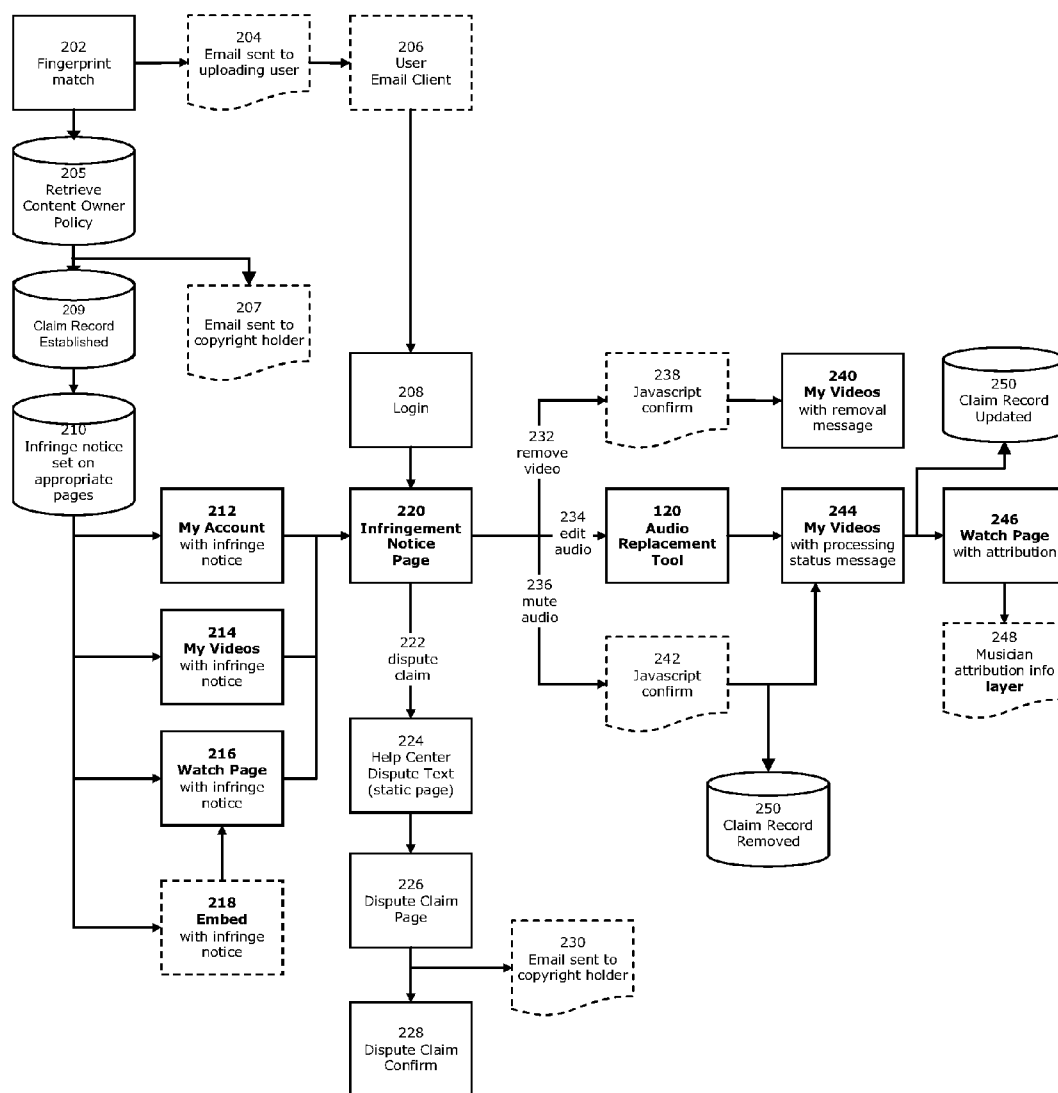 202
Fingerprint
match
204
Email sent to
uploading user
206
User
Email Client
205
Retrieve
Content Owner
Policy
209
Claim Record
Established
207
Email sent to
copyright holder
210
Infringe notice
set on
appropriate
pages
208
Login
238
Javascript
confirm
240
My Videos
with removal
message
250
Claim Record
Updated
232
remove
video
212
My Account
with infringe
notice
220
Infringement
Notice
Page
234
edit
audio
120
Audio
Replacement
Tool
244
My Videos
with processing
status message
246
Watch Page
with attribution
236
mute
audio
214
My Videos
with infringe
notice
222
dispute
claim
242
Javascript
confirm
248
Musician
attribution info
layer
216
Watch Page
with infringe
notice
224
Help Center
Dispute Text
(static page)
250
Claim Record
Removed
218
Embed
with infringe
notice
226
Dispute Claim
Page
230
Email sent to
copyright holder
228
Dispute Claim
Confirm